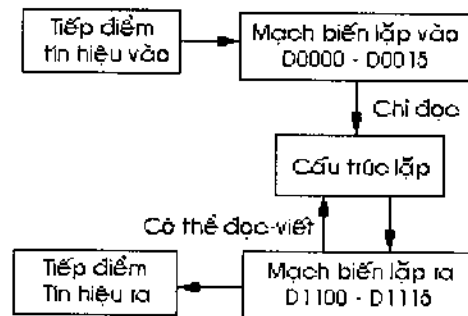 Tiếp điểm
tín hiệu vào
Mạch biến lặp vào
D0000 - D0015
Chỉ đọc
Cấu trúc lặp
Có thể đọc-viết
Tiếp điểm
Tín hiệu ra
Mạch biến lặp ra
D1100 - D1115